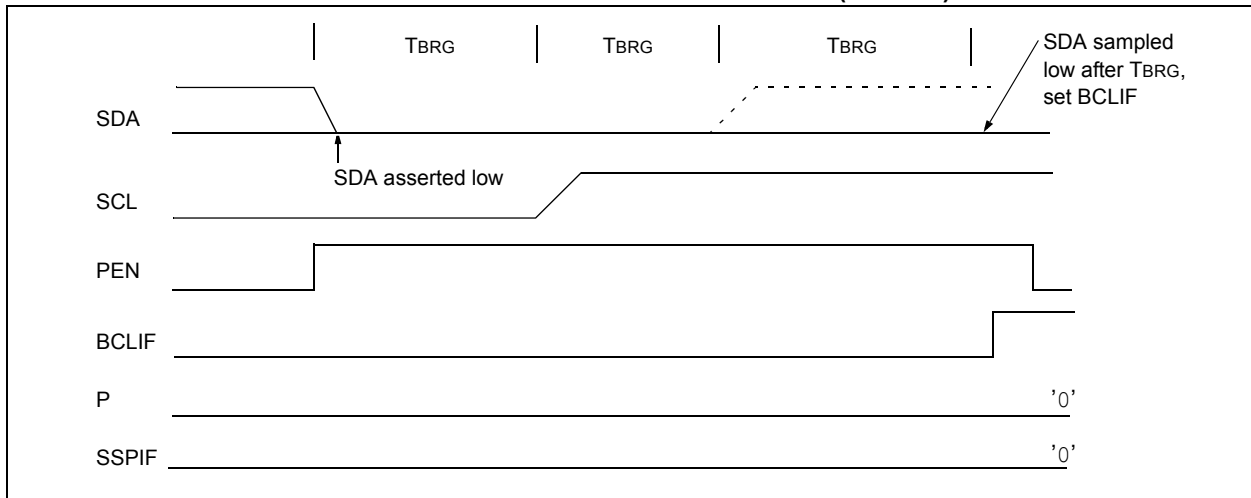 TBRG TBRG TBRG
SDA sampled
low after TBRG,
set BCLIF
SDA
SDA asserted low
SCL
PEN
BCLIF
P '0'
SSPIF '0'